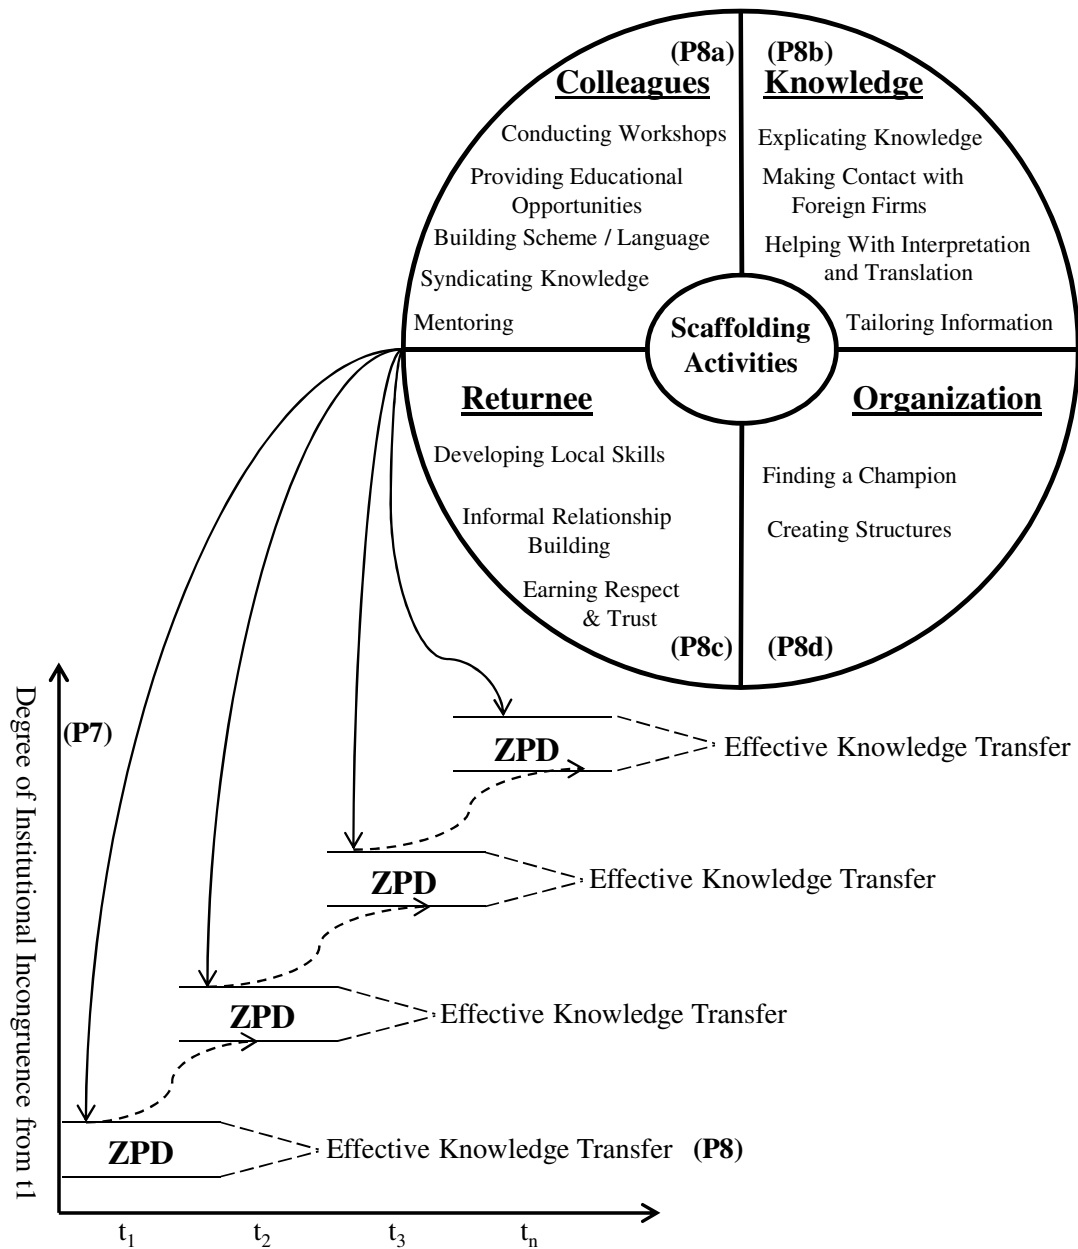 (P8a)
Colleagues
Conducting Workshops
Providing Educational
Opportunities
Building Scheme / Language
Syndicating Knowledge
Mentoring
(P8b)
Knowledge
Explicating Knowledge
Making Contact with
Foreign Firms
Helping With Interpretation
and Translation
Tailoring Information
Scaffolding
Activities
Returnee
Developing Local Skills
Informal Relationship
Building
Earning Respect
& Trust
(P8c)
Organization
Finding a Champion
Creating Structures
(P8d)
Degree of Institutional Incongruence from t1
(P7)
ZPD
Effective Knowledge Transfer
ZPD
Effective Knowledge Transfer
ZPD
Effective Knowledge Transfer
ZPD
Effective Knowledge Transfer (P8)
t1 t2 t3 tn